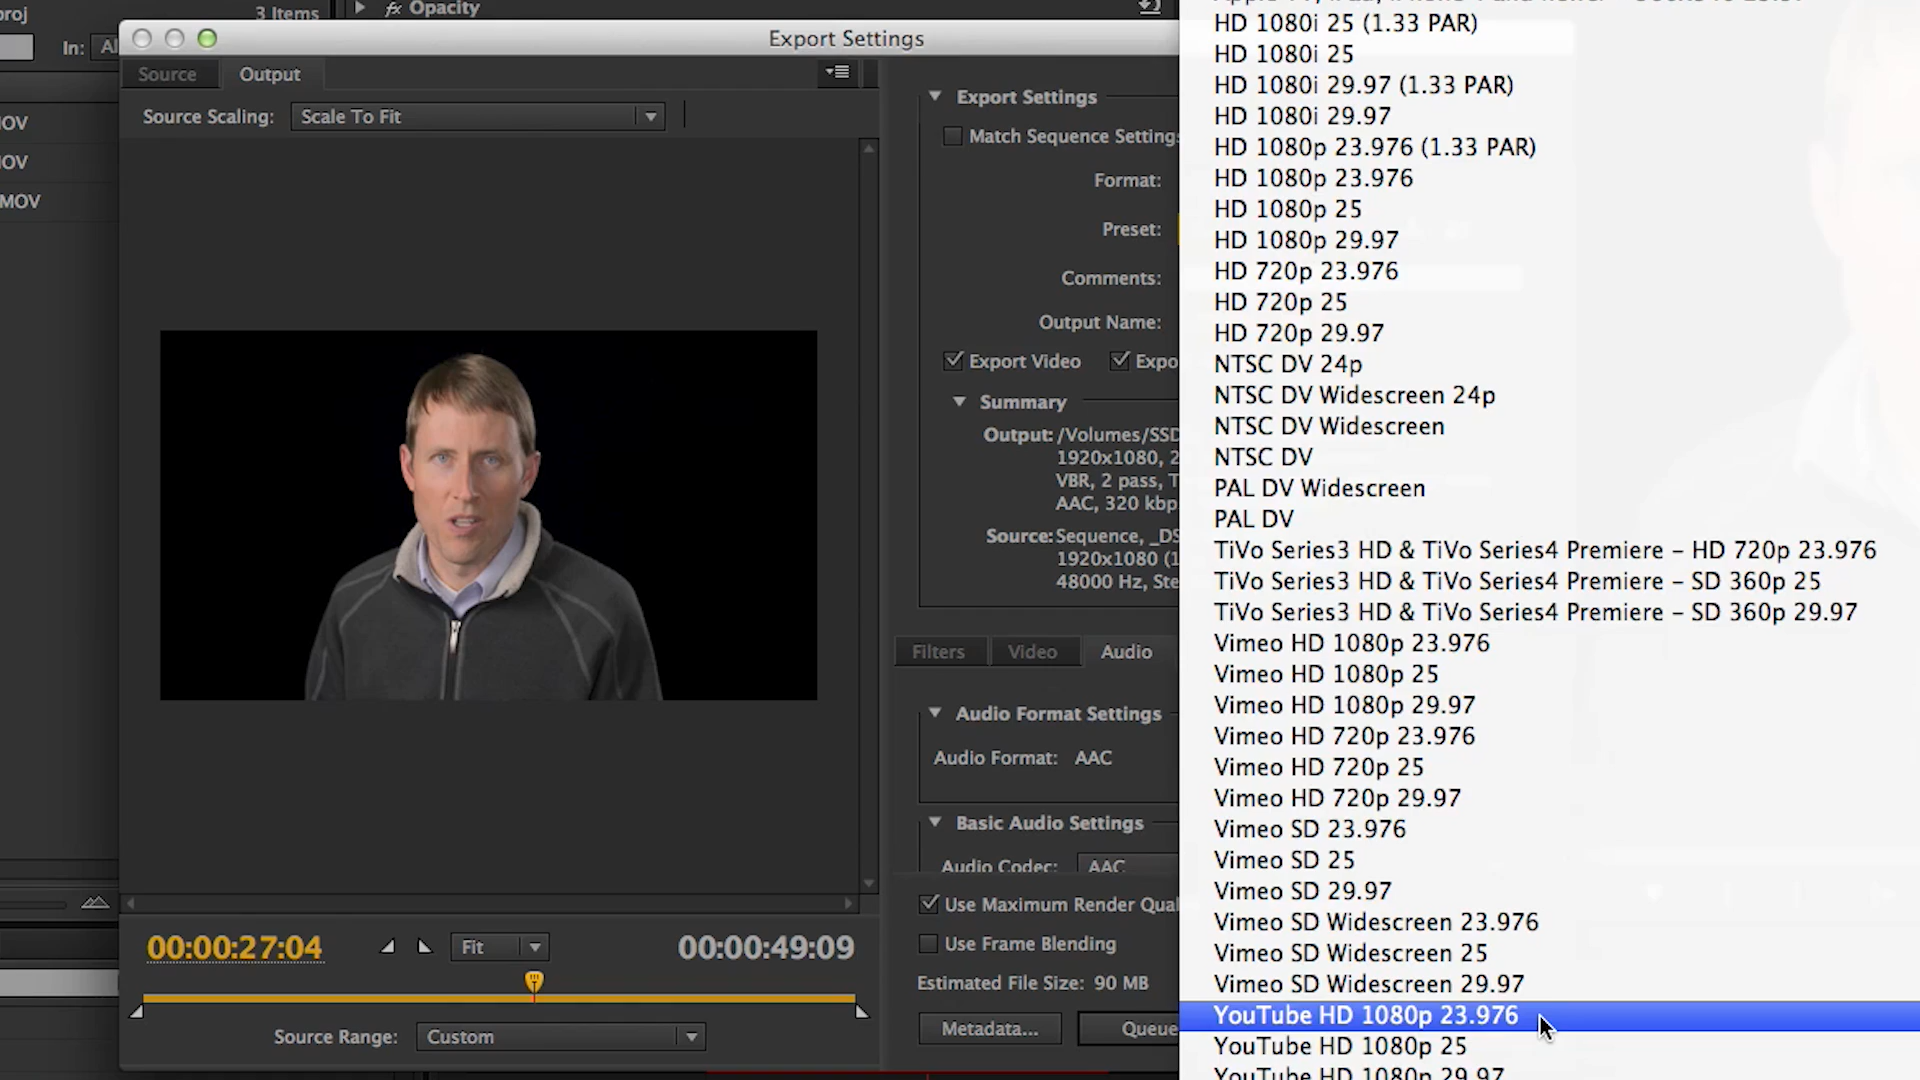 proj
3 Items
fx Opacity
In:
OV
OV
MOV
Export Settings
Source
Output
Source Scaling:
Scale To Fit
00:00:27:04
Fit
00:00:49:09
Source Range:
Custom
Export Settings
Match Sequence Settings
Format:
Preset:
Comments:
Output Name:
Export Video
Expo
Summary
Output: /Volumes/SSD
1920x1080, 2
VBR, 2 pass, T
AAC, 320 kbp
Source: Sequence, _DS
1920x1080 (1
48000 Hz, Ste
Filters
Video
Audio
Audio Format Settings
Audio Format: AAC
Basic Audio Settings
Audio Codec: AAC
Use Maximum Render Qual
Use Frame Blending
Estimated File Size: 90 MB
Metadata...
Queue
HD 1080i 25 (1.33 PAR)
HD 1080i 25
HD 1080i 29.97 (1.33 PAR)
HD 1080i 29.97
HD 1080p 23.976 (1.33 PAR)
HD 1080p 23.976
HD 1080p 25
HD 1080p 29.97
HD 720p 23.976
HD 720p 25
HD 720p 29.97
NTSC DV 24p
NTSC DV Widescreen 24p
NTSC DV Widescreen
NTSC DV
PAL DV Widescreen
PAL DV
TiVo Series3 HD & TiVo Series4 Premiere – HD 720p 23.976
TiVo Series3 HD & TiVo Series4 Premiere – SD 360p 25
TiVo Series3 HD & TiVo Series4 Premiere – SD 360p 29.97
Vimeo HD 1080p 23.976
Vimeo HD 1080p 25
Vimeo HD 1080p 29.97
Vimeo HD 720p 23.976
Vimeo HD 720p 25
Vimeo HD 720p 29.97
Vimeo SD 23.976
Vimeo SD 25
Vimeo SD 29.97
Vimeo SD Widescreen 23.976
Vimeo SD Widescreen 25
Vimeo SD Widescreen 29.97
YouTube HD 1080p 23.976
YouTube HD 1080p 25
YouTube HD 1080p 29.97